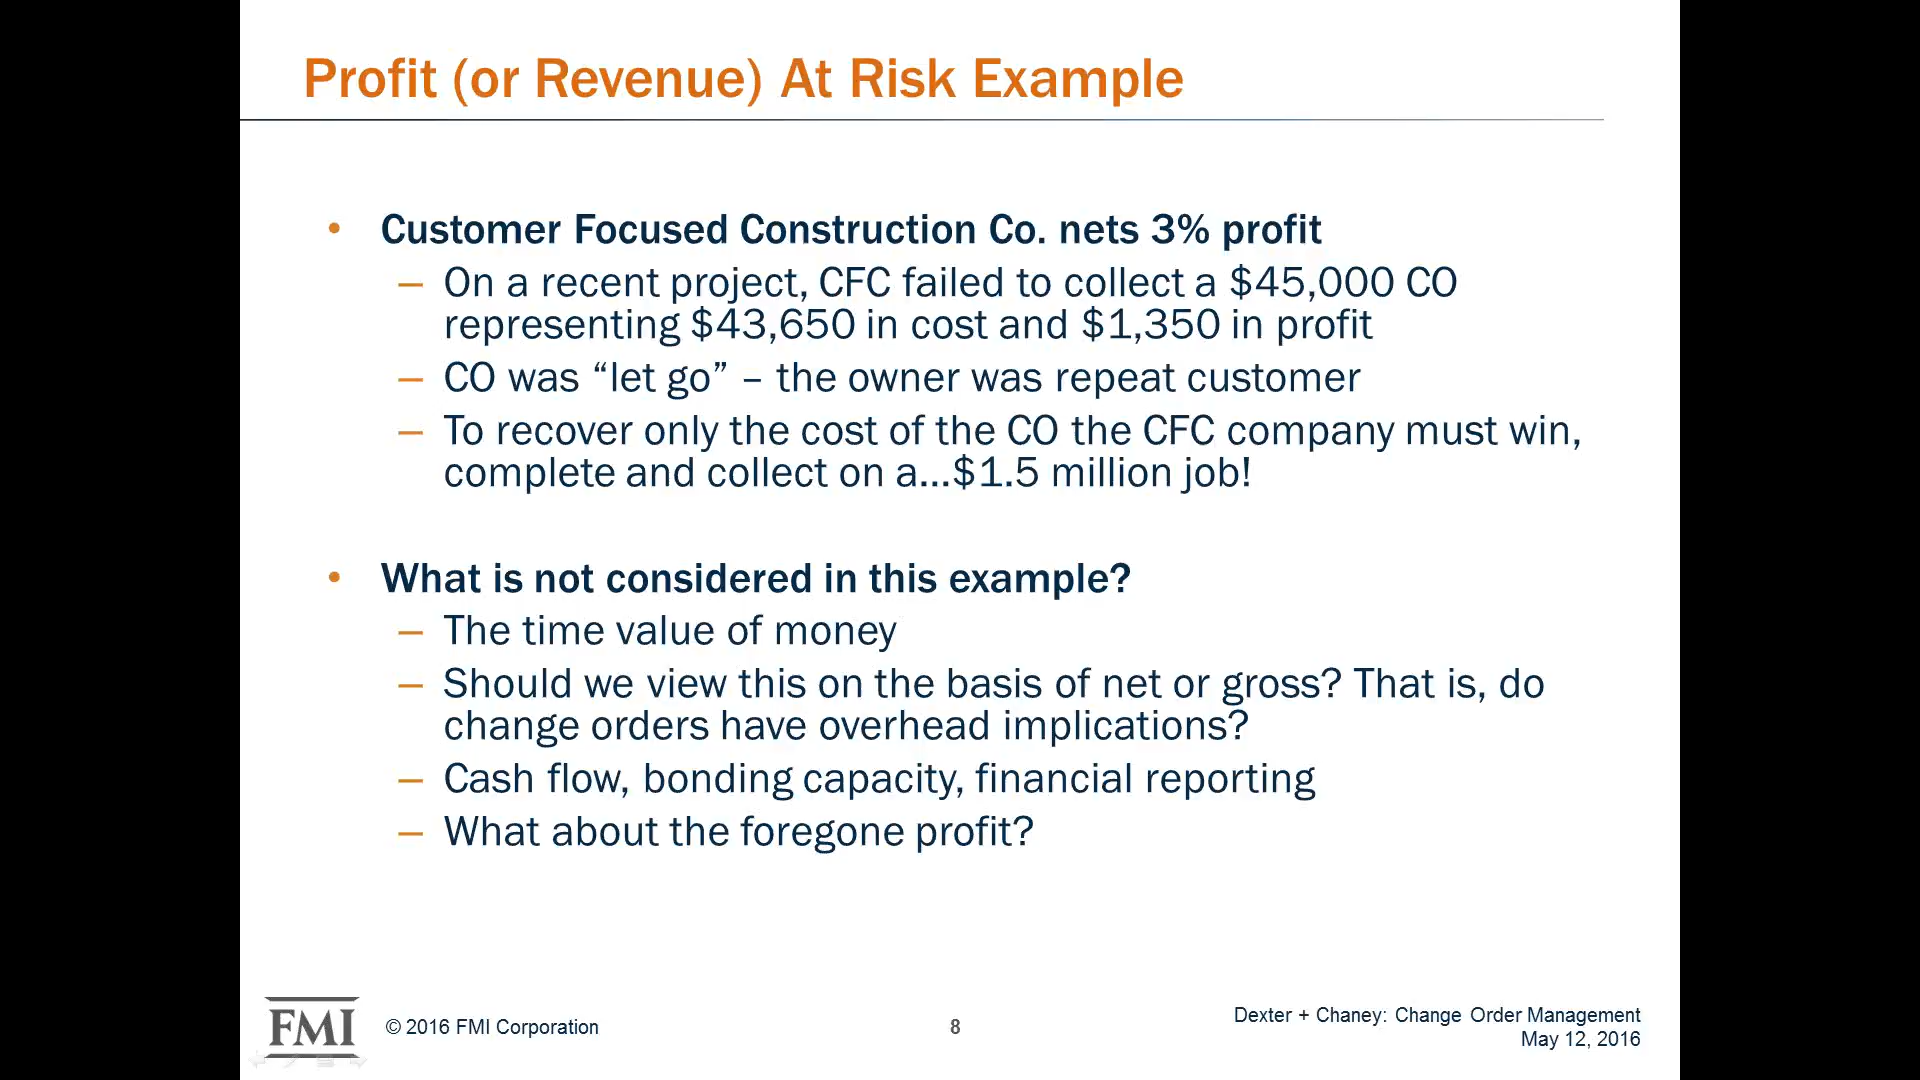 Profit (or Revenue) At Risk Example
• Customer Focused Construction Co. nets 3% profit
– On a recent project, CFC failed to collect a $45,000 CO
representing $43,650 in cost and $1,350 in profit
– CO was “let go” – the owner was repeat customer
– To recover only the cost of the CO the CFC company must win,
complete and collect on a...$1.5 million job!
• What is not considered in this example?
– The time value of money
– Should we view this on the basis of net or gross? That is, do
change orders have overhead implications?
– Cash flow, bonding capacity, financial reporting
– What about the foregone profit?
FMI
© 2016 FMI Corporation
8
Dexter + Chaney: Change Order Management
May 12, 2016